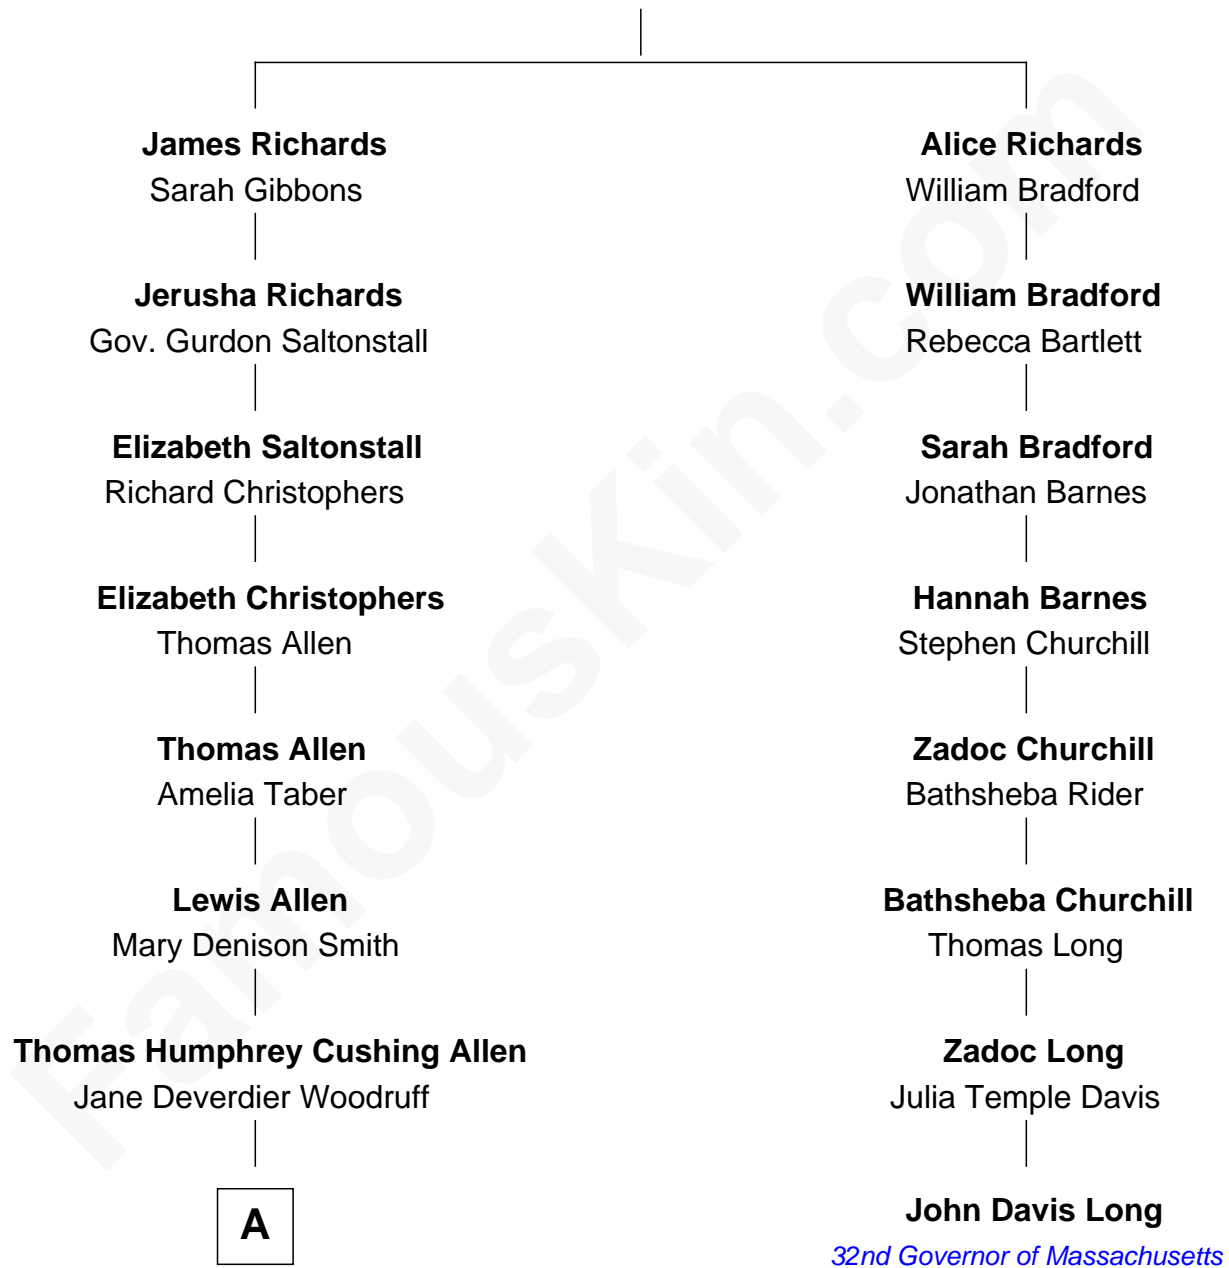 James Richards
Sarah Gibbons
Jerusha Richards
Gov. Gurdon Saltonstall
Elizabeth Saltonstall
Richard Christophers
Elizabeth Christophers
Thomas Allen
Thomas Allen
Amelia Taber
Lewis Allen
Mary Denison Smith
Thomas Humphrey Cushing Allen
Jane Deverdier Woodruff
A
Alice Richards
William Bradford
William Bradford
Rebecca Bartlett
Sarah Bradford
Jonathan Barnes
Hannah Barnes
Stephen Churchill
Zadoc Churchill
Bathsheba Rider
Bathsheba Churchill
Thomas Long
Zadoc Long
Julia Temple Davis
John Davis Long
32nd Governor of Massachusetts
FamousKin.com